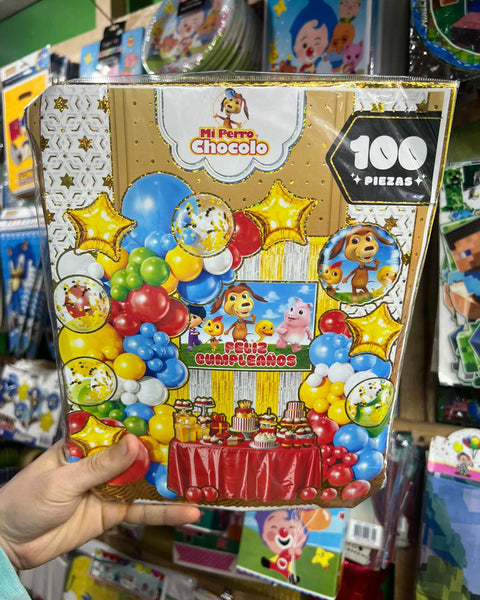 Mi Perro
Chocolo
100
PIEZAS
FELIZ
CUMPLEAÑOS